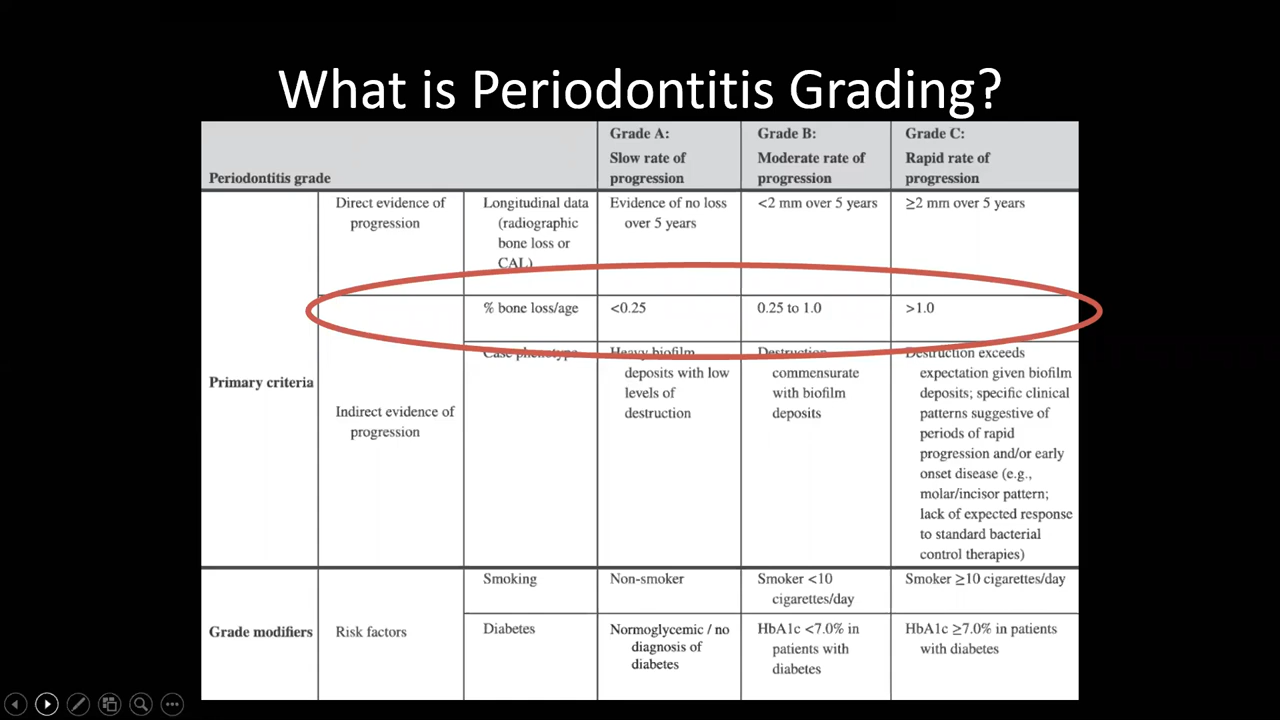 What is Periodontitis Grading?
Periodontitis grade
Grade A:
Slow rate of
progression
Grade B:
Moderate rate of
progression
Grade C:
Rapid rate of
progression
Primary criteria
Direct evidence of
progression
Longitudinal data
(radiographic
bone loss or
CAL)
Evidence of no loss
over 5 years
<2 mm over 5 years
≥2 mm over 5 years
Indirect evidence of
progression
% bone loss/age
<0.25
0.25 to 1.0
>1.0
Case phenotype
Heavy biofilm
deposits with low
levels of
destruction
Destruction
commensurate
with biofilm
deposits
Destruction exceeds
expectation given biofilm
deposits; specific clinical
patterns suggestive of
periods of rapid
progression and/or early
onset disease (e.g.,
molar/incisor pattern;
lack of expected response
to standard bacterial
control therapies)
Grade modifiers
Risk factors
Smoking
Non-smoker
Smoker <10
cigarettes/day
Smoker ≥10 cigarettes/day
Diabetes
Normoglycemic / no
diagnosis of
diabetes
HbA1c <7.0% in
patients with
diabetes
HbA1c ≥7.0% in patients
with diabetes